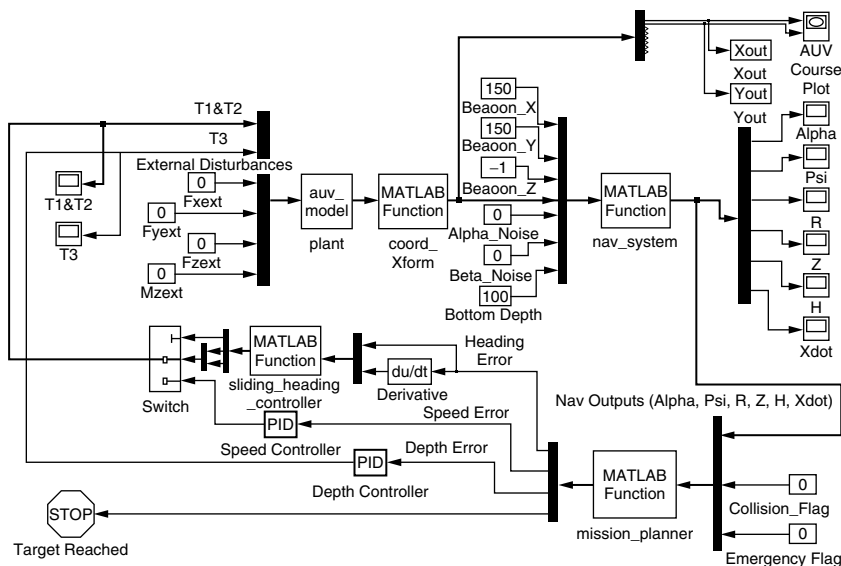 Xout
Xout
Yout
Yout
AUV
Course
Plot
Alpha
Psi
R
Z
H
Xdot
T1&T2
T3
External Disturbances
T1&T2
T3
0
Fxext
0
Fyext
0
Fzext
0
Mzext
auv_
model
plant
MATLAB
Function
coord_
Xform
150
Beaoon_X
150
Beaoon_Y
−1
Beaoon_Z
0
Alpha_Noise
0
Beta_Noise
100
Bottom Depth
MATLAB
Function
nav_system
Switch
MATLAB
Function
sliding_heading
_controller
du/dt
Derivative
Heading
Error
PID
Speed Controller
Speed Error
PID
Depth Controller
Depth Error
STOP
Target Reached
MATLAB
Function
mission_planner
Nav Outputs (Alpha, Psi, R, Z, H, Xdot)
0
Collision_Flag
0
Emergency Flag